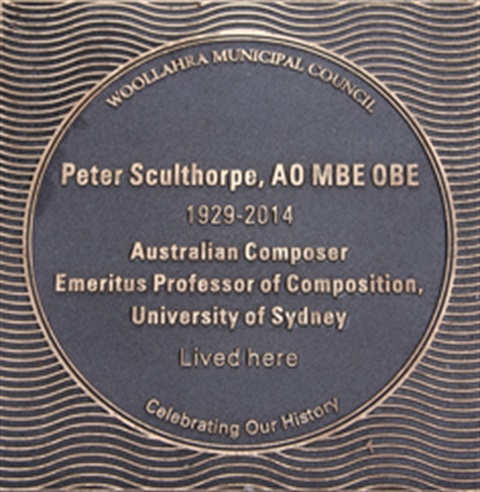 WOOLLAHRA MUNICIPAL COUNCIL
Peter Sculthorpe, AO MBE OBE
1929-2014
Australian Composer
Emeritus Professor of Composition,
University of Sydney
Lived here
Celebrating Our History